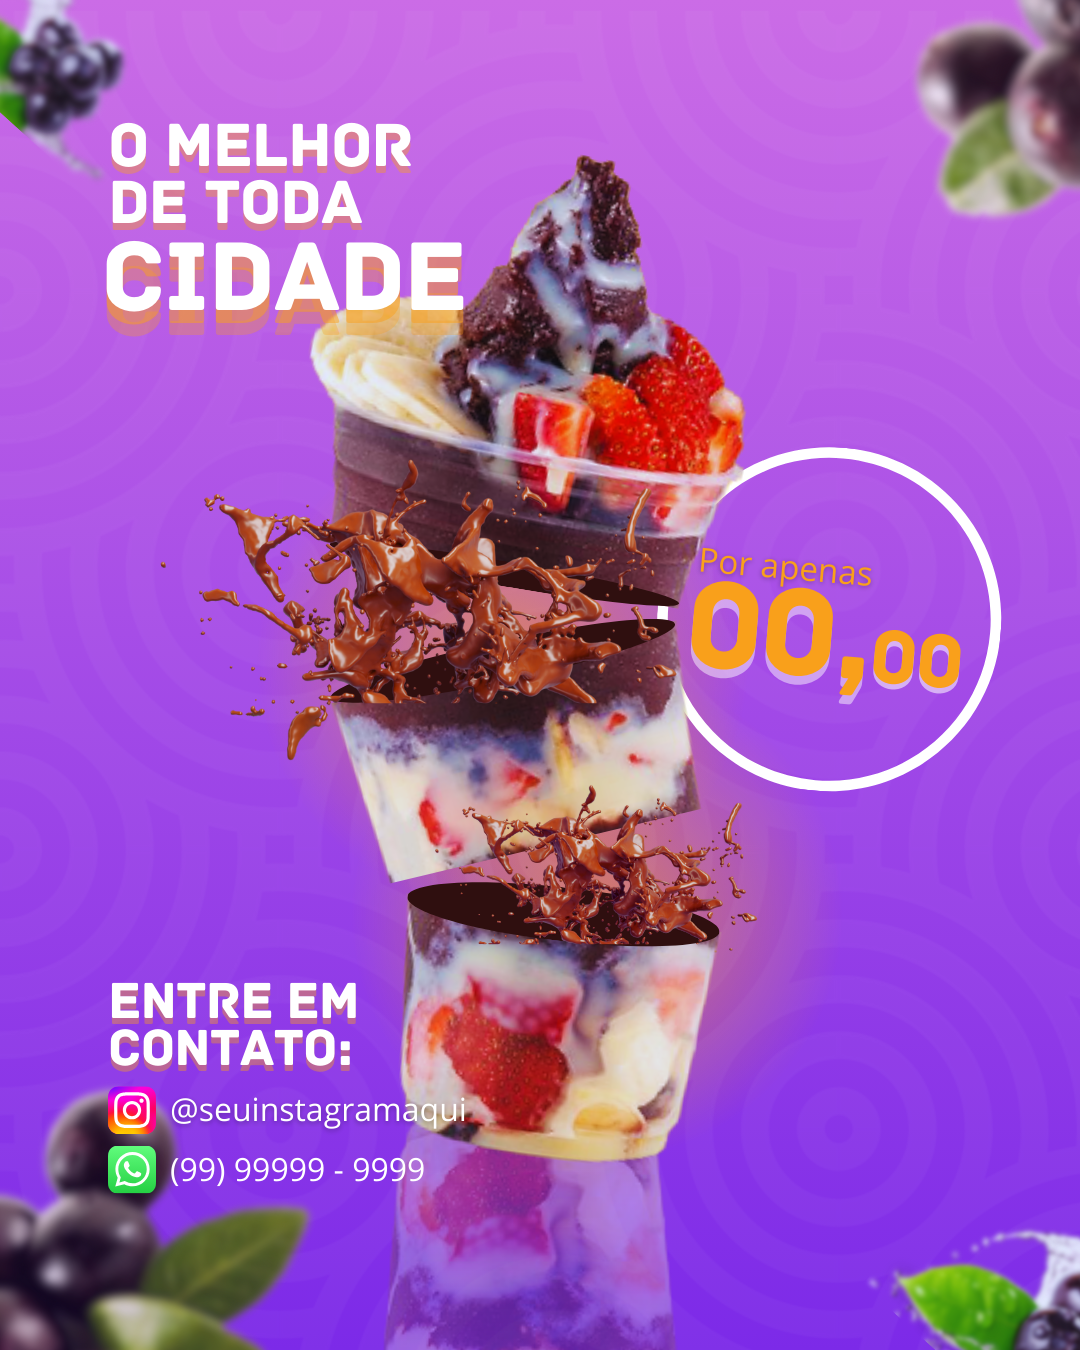 O MELHOR
DE TODA
CIDADE
Por apenas
00,00
ENTRE EM
CONTATO:
@seuinstagramaqui
(99) 99999 - 9999